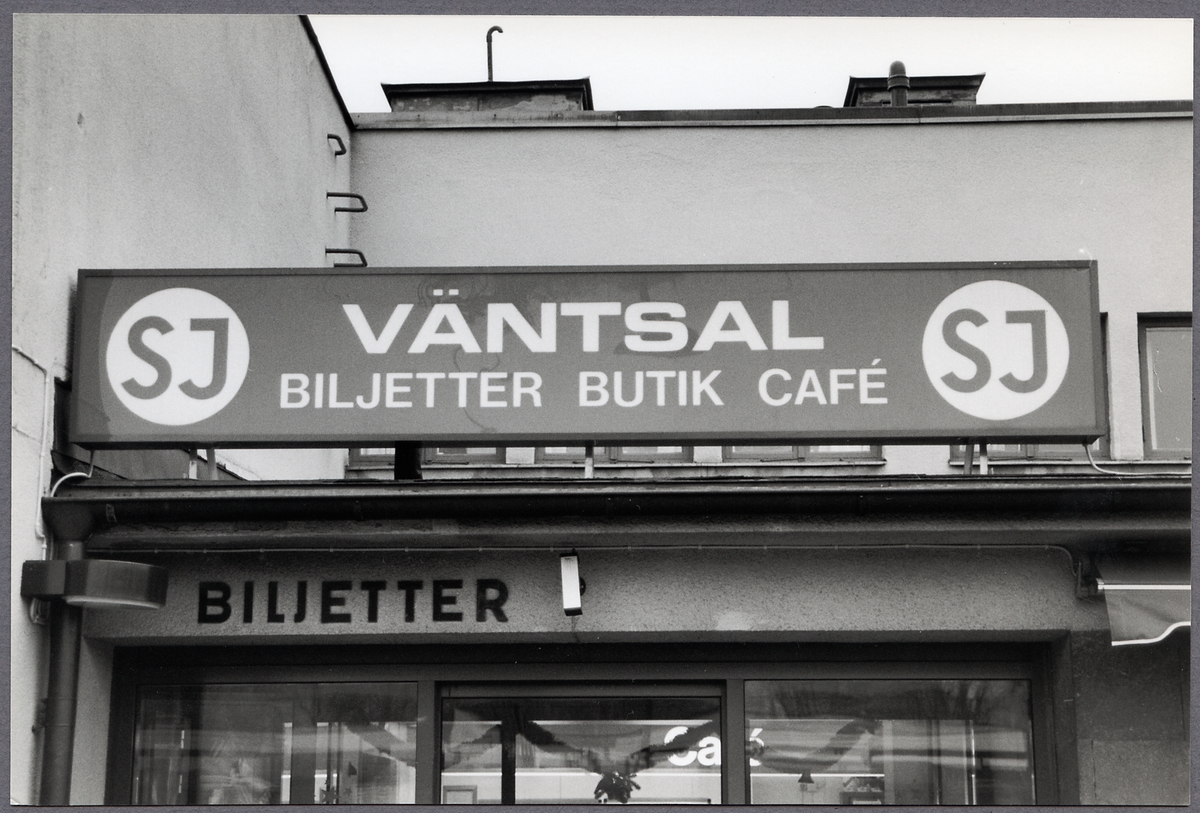 SJ VÄNTSAL SJ
BILJETTER BUTIK CAFÉ
BILJETTER
Café